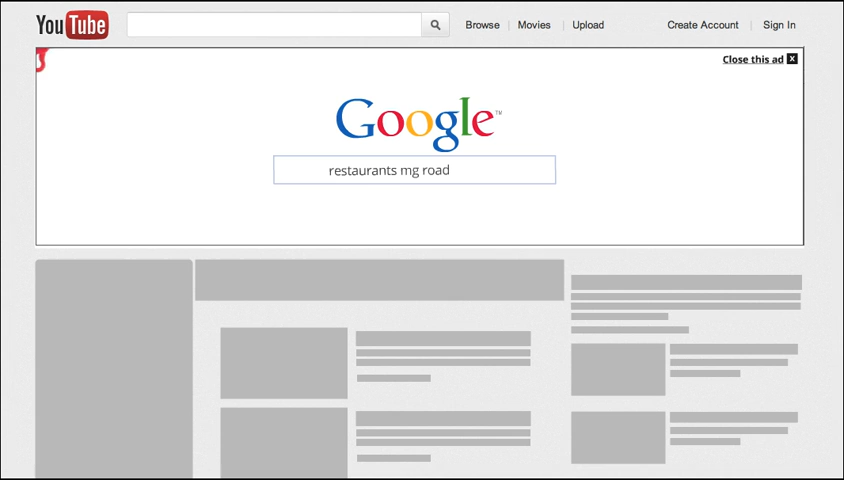 YouTube
Browse | Movies | Upload
Create Account | Sign In
Close this ad X
Google™
restaurants mg road